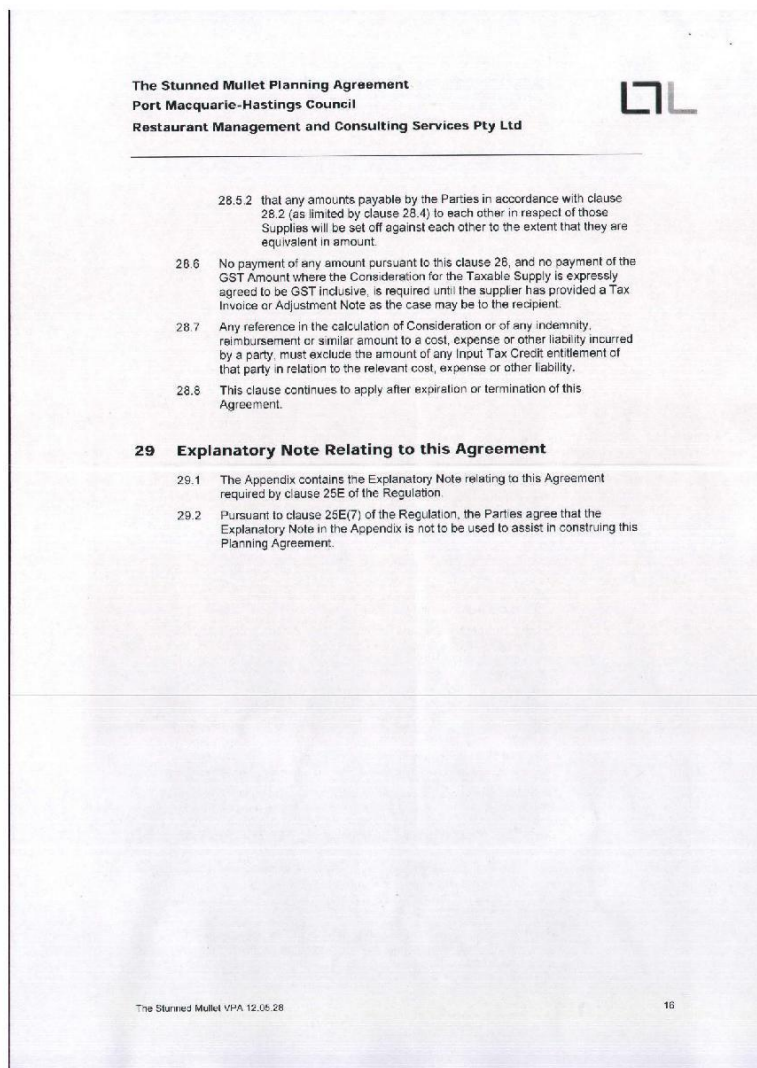 The Stunned Mullet Planning Agreement
Port Macquarie-Hastings Council
Restaurant Management and Consulting Services Pty Ltd
28.5.2 that any amounts payable by the Parties in accordance with clause
28.2 (as limited by clause 28.4) to each other in respect of those
Supplies will be set off against each other to the extent that they are
equivalent in amount.
28.6 No payment of any amount pursuant to this clause 28, and no payment of the
GST Amount where the Consideration for the Taxable Supply is expressly
agreed to be GST inclusive, is required until the supplier has provided a Tax
Invoice or Adjustment Note as the case may be to the recipient.
28.7 Any reference in the calculation of Consideration or of any indemnity,
reimbursement or similar amount to a cost, expense or other liability incurred
by a party, must exclude the amount of any Input Tax Credit entitlement of
that party in relation to the relevant cost, expense or other liability.
28.8 This clause continues to apply after expiration or termination of this
Agreement.
29 Explanatory Note Relating to this Agreement
29.1 The Appendix contains the Explanatory Note relating to this Agreement
required by clause 25E of the Regulation.
29.2 Pursuant to clause 25E(7) of the Regulation, the Parties agree that the
Explanatory Note in the Appendix is not to be used to assist in construing this
Planning Agreement.
The Stunned Mullet VPA 12.05.28
16